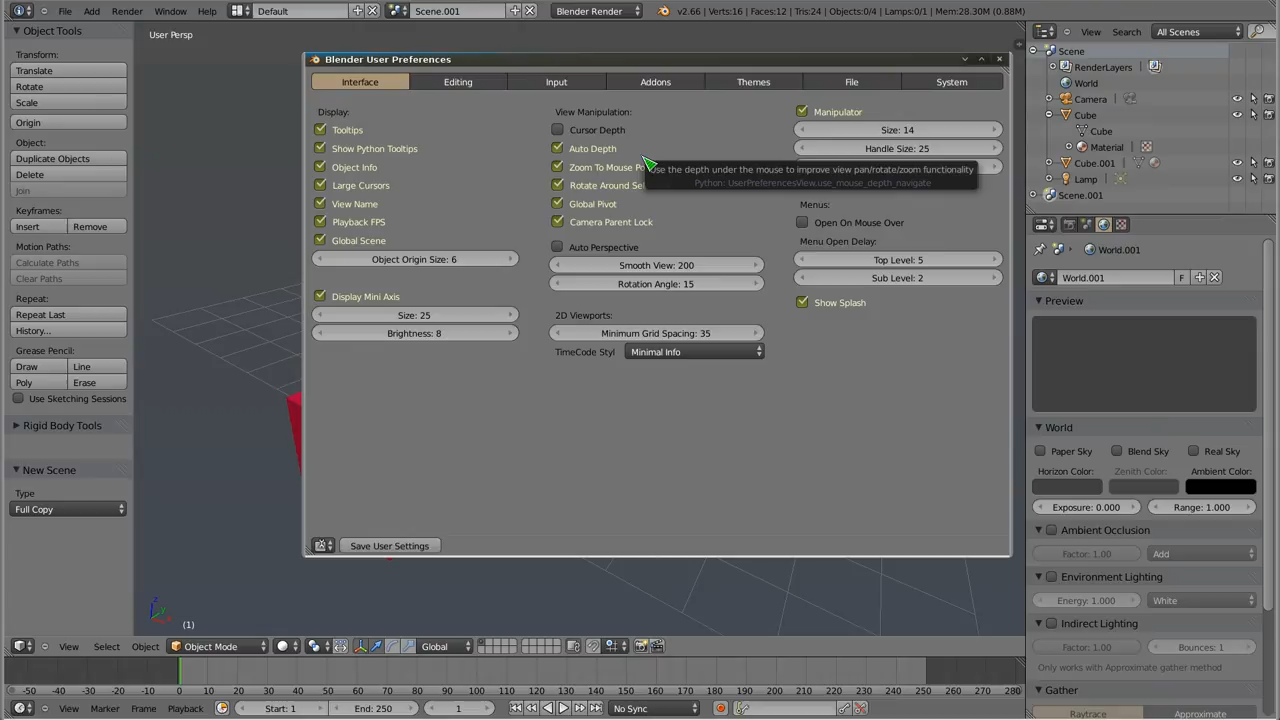 File Add Render Window Help Default Scene.001 Blender Render v2.66 | Verts:16 | Faces:12 | Tris:24 | Objects:0/4 | Lamps:0/1 | Mem:28.30M (0.88M)
Object Tools
Transform:
Translate
Rotate
Scale
Origin
Object:
Duplicate Objects
Delete
Join
Keyframes:
Insert Remove
Motion Paths:
Calculate Paths
Clear Paths
Repeat:
Repeat Last
History...
Grease Pencil:
Draw Line
Poly Erase
Use Sketching Sessions
Rigid Body Tools
New Scene
Type
Full Copy
User Persp
Blender User Preferences
Interface Editing Input Addons Themes File System
Display:
Tooltips
Show Python Tooltips
Object Info
Large Cursors
View Name
Playback FPS
Global Scene
Object Origin Size: 6
Display Mini Axis
Size: 25
Brightness: 8
View Manipulation:
Cursor Depth
Auto Depth
Zoom To Mouse Po
Rotate Around Se
Global Pivot
Camera Parent Lock
Auto Perspective
Smooth View: 200
Rotation Angle: 15
2D Viewports:
Minimum Grid Spacing: 35
TimeCode Styl Minimal Info
Manipulator
Size: 14
Handle Size: 25
Use the depth under the mouse to improve view pan/rotate/zoom functionality
Python: UserPreferencesView.use_mouse_depth_navigate
Menus:
Open On Mouse Over
Menu Open Delay:
Top Level: 5
Sub Level: 2
Show Splash
Save User Settings
z
y
x
(1)
View Select Object Object Mode Global
View Search All Scenes
Scene
RenderLayers
World
Camera
Cube
Cube
Material
Cube.001
Lamp
Scene.001
World.001
World.001 F
Preview
World
Paper Sky Blend Sky Real Sky
Horizon Color: Zenith Color: Ambient Color:
Exposure: 0.000 Range: 1.000
Ambient Occlusion
Factor: 1.00 Add
Environment Lighting
Energy: 1.000 White
Indirect Lighting
Factor: 1.00 Bounces: 1
Only works with Approximate gather method
Gather
Raytrace Approximate
-50 -40 -30 -20 -10 0 10 20 30 40 50 60 70 80 90 100 110 120 130 140 150 160 170 180 190 200 210 220 230 240 250 260 270 280
View Marker Frame Playback Start: 1 End: 250 1 No Sync